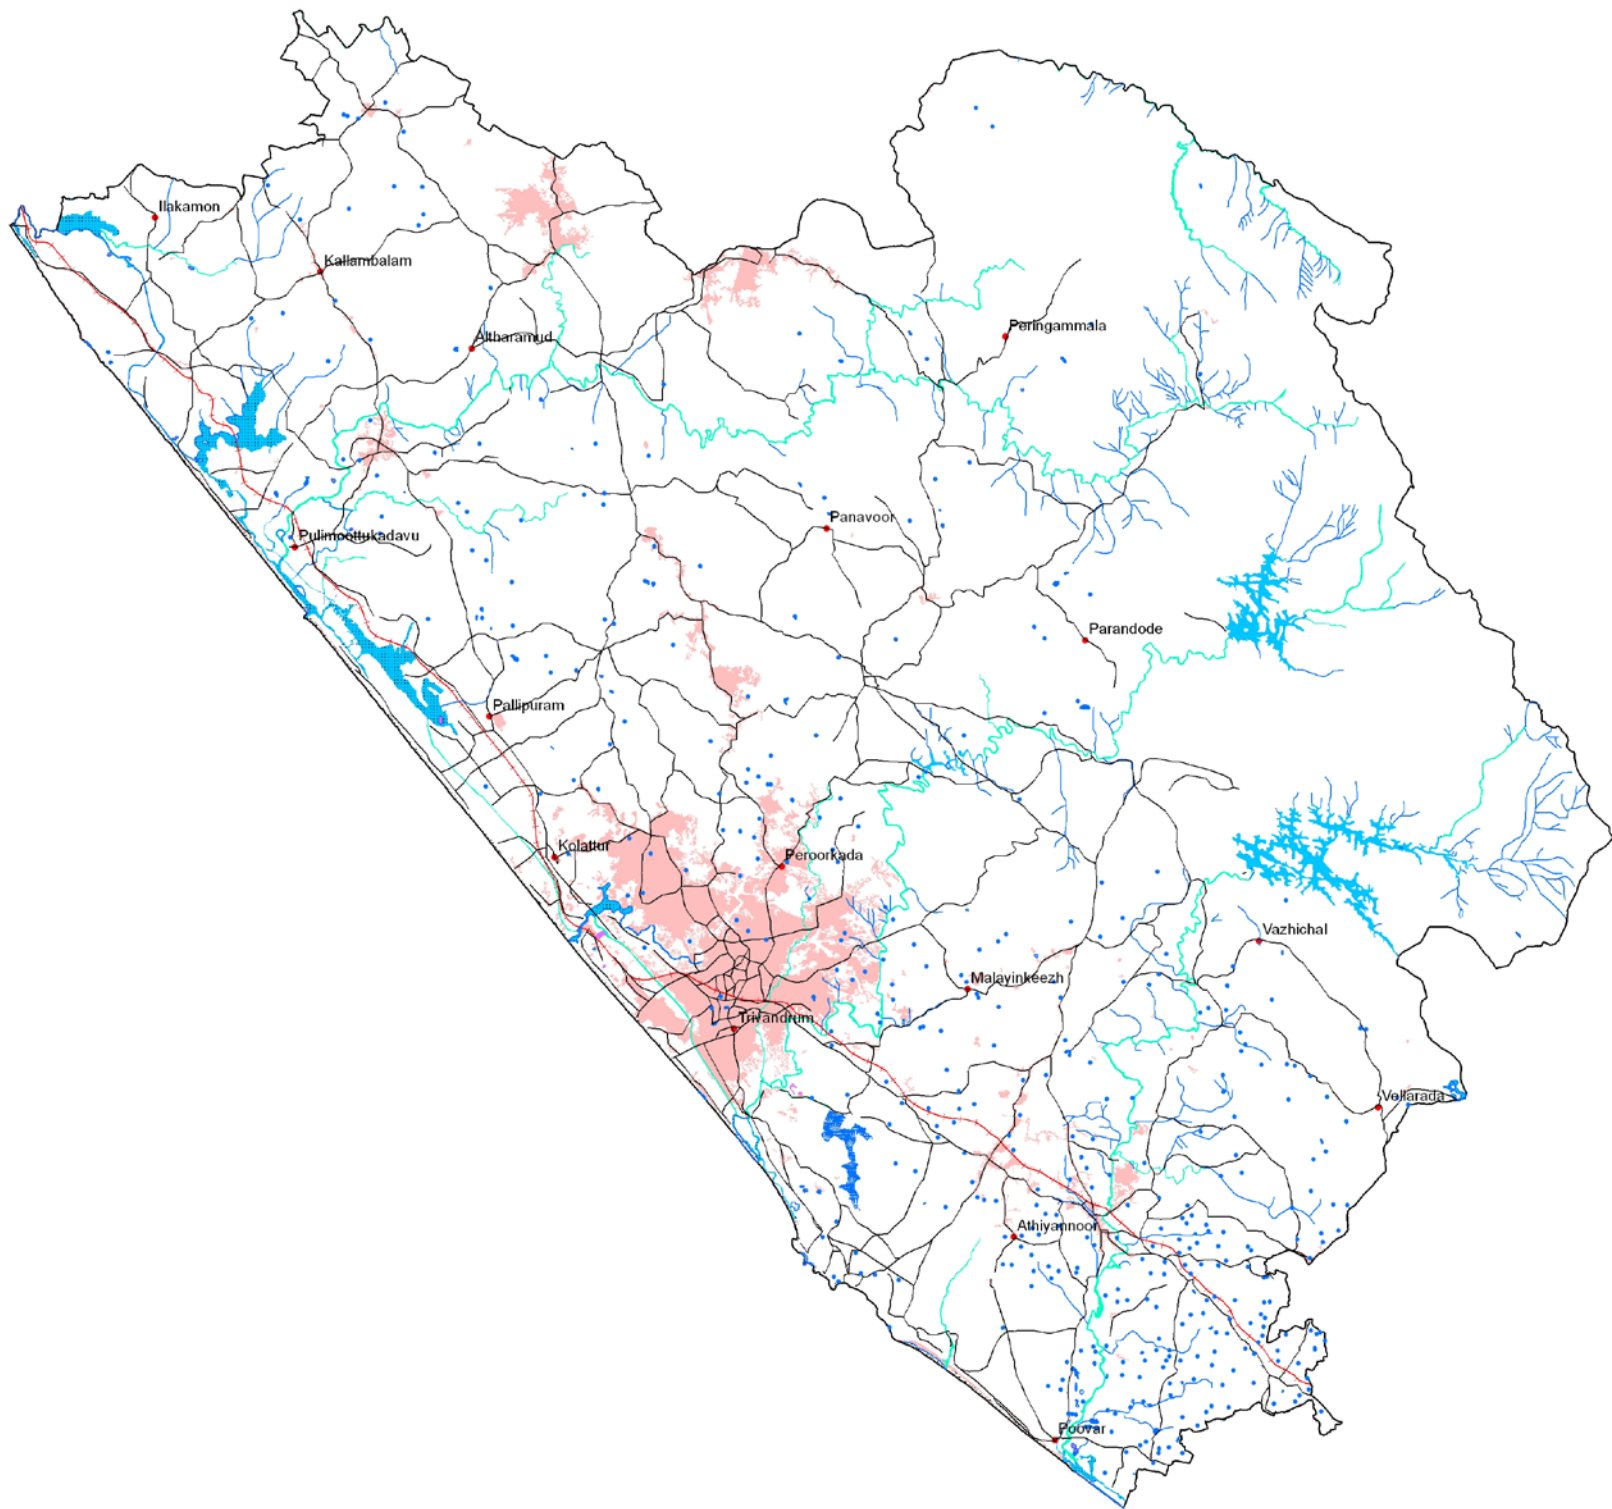 Ilakamon
Kallambalam
Altharamud
Peringammala
Panavoor
Pulimoottukadavu
Parandode
Pallipuram
Kolattur
Peroorkada
Vazhichal
Malayinkeezh
Trivandrum
Vellarada
Athiyannoor
Poovar